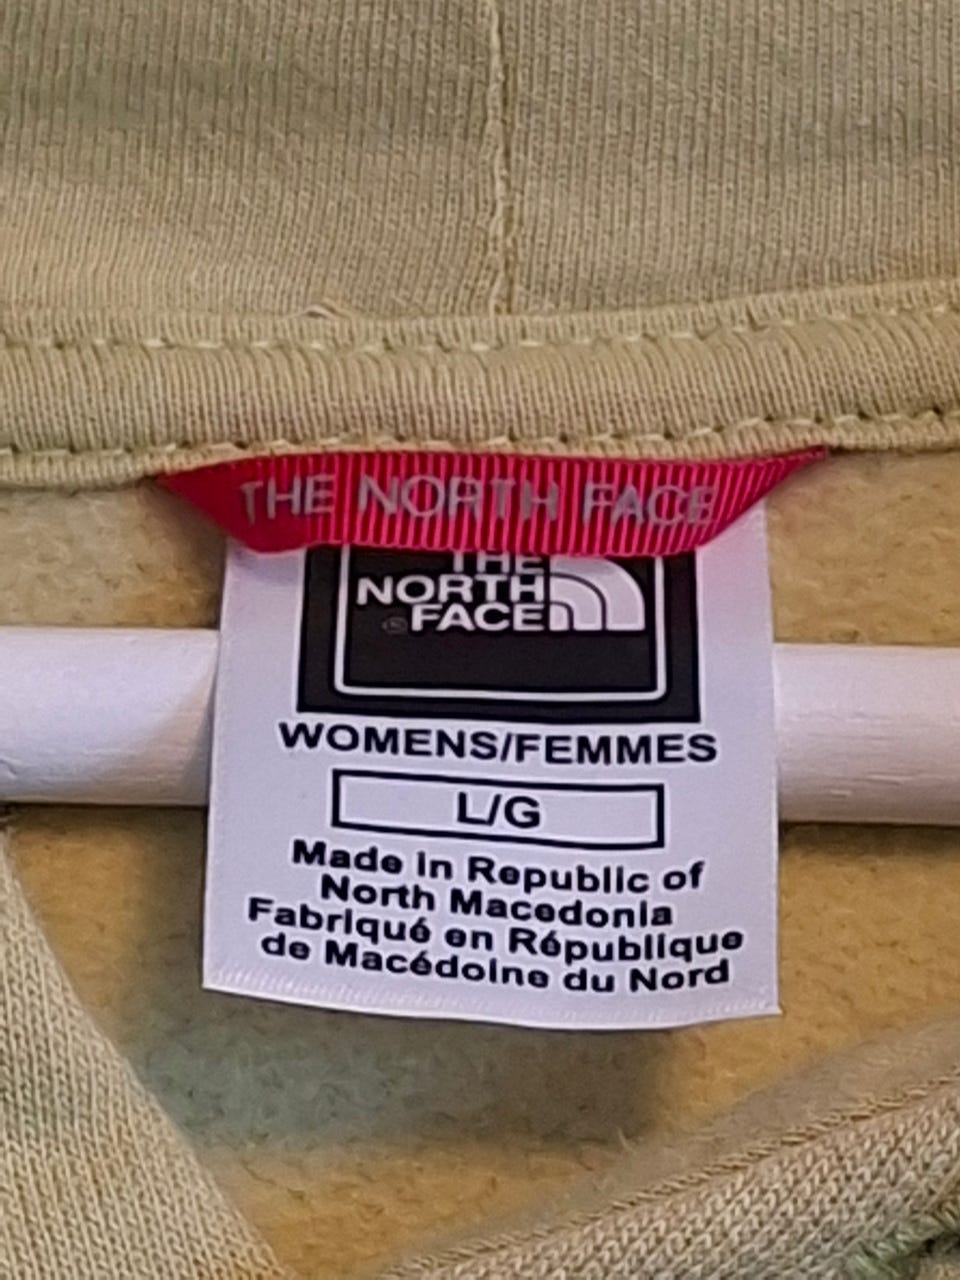 THE NORTH FACE
THE
NORTH
FACE
WOMENS/FEMMES
L/G
Made in Republic of
North Macedonia
Fabriqué en République
de Macédoine du Nord